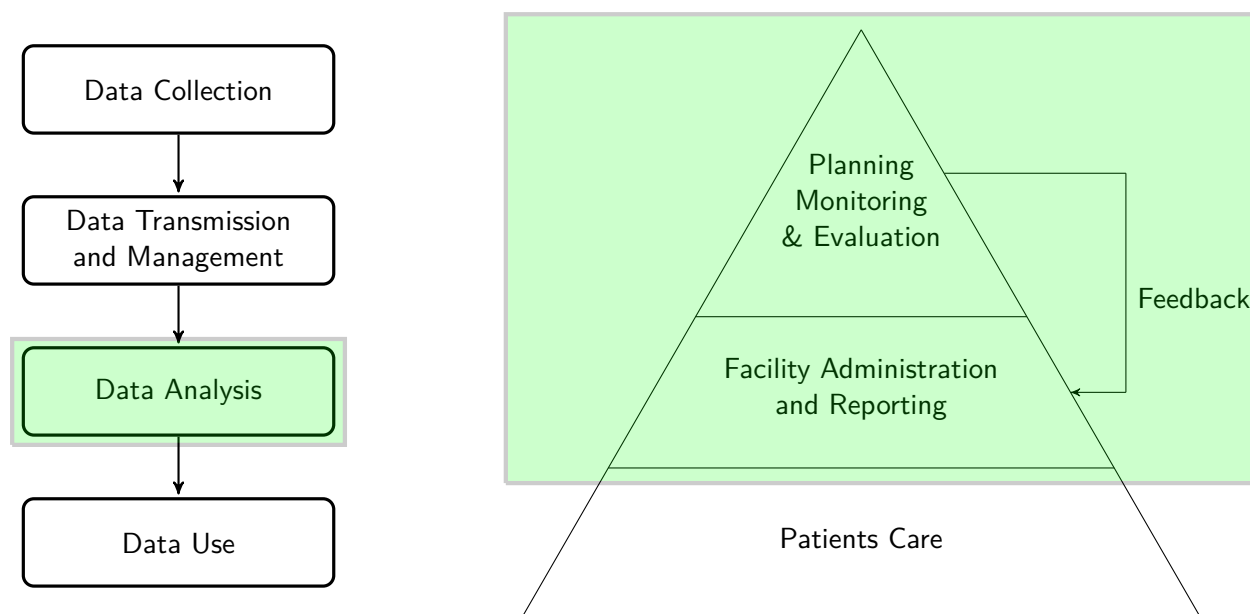 Data Collection
Data Transmission
and Management
Data Analysis
Data Use
Planning
Monitoring
& Evaluation
Feedback
Facility Administration
and Reporting
Patients Care